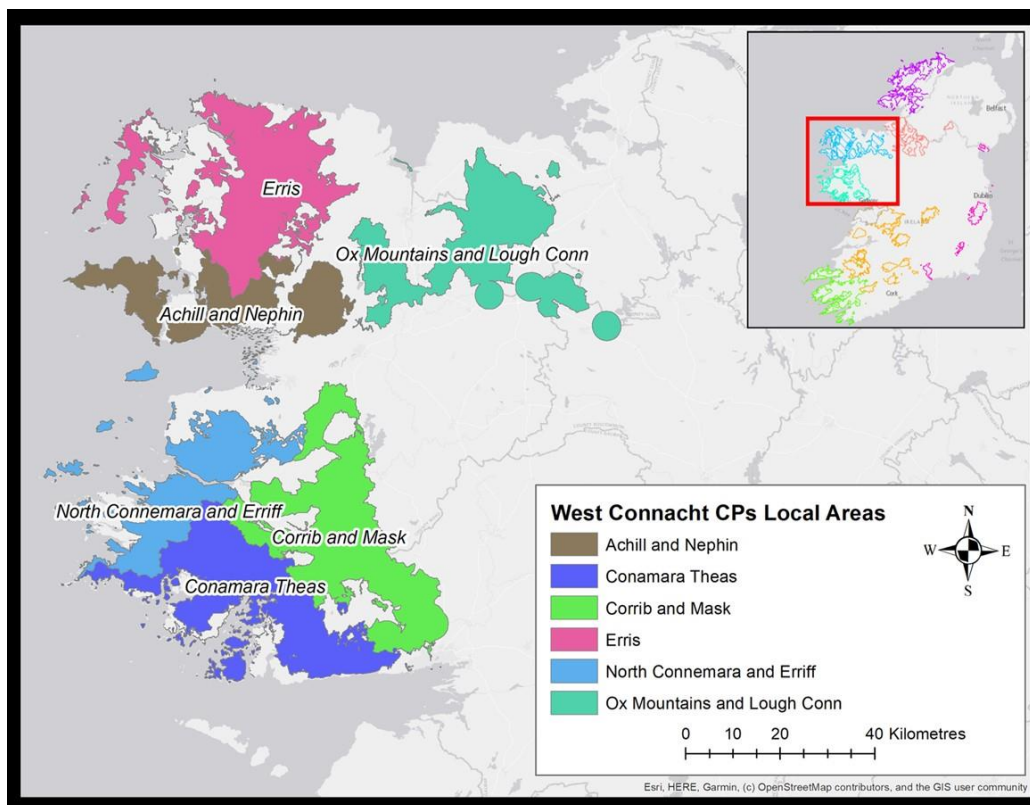 Erris
Ox Mountains and Lough Conn
Achill and Nephin
North Connemara and Erriff
Corrib and Mask
Conamara Theas
Belfast
Dublin
Cork
West Connacht CPs Local Areas
Achill and Nephin
Conamara Theas
Corrib and Mask
Erris
North Connemara and Erriff
Ox Mountains and Lough Conn
N
W
E
S
0 10 20 40 Kilometres
Esri, HERE, Garmin, (c) OpenStreetMap contributors, and the GIS user community